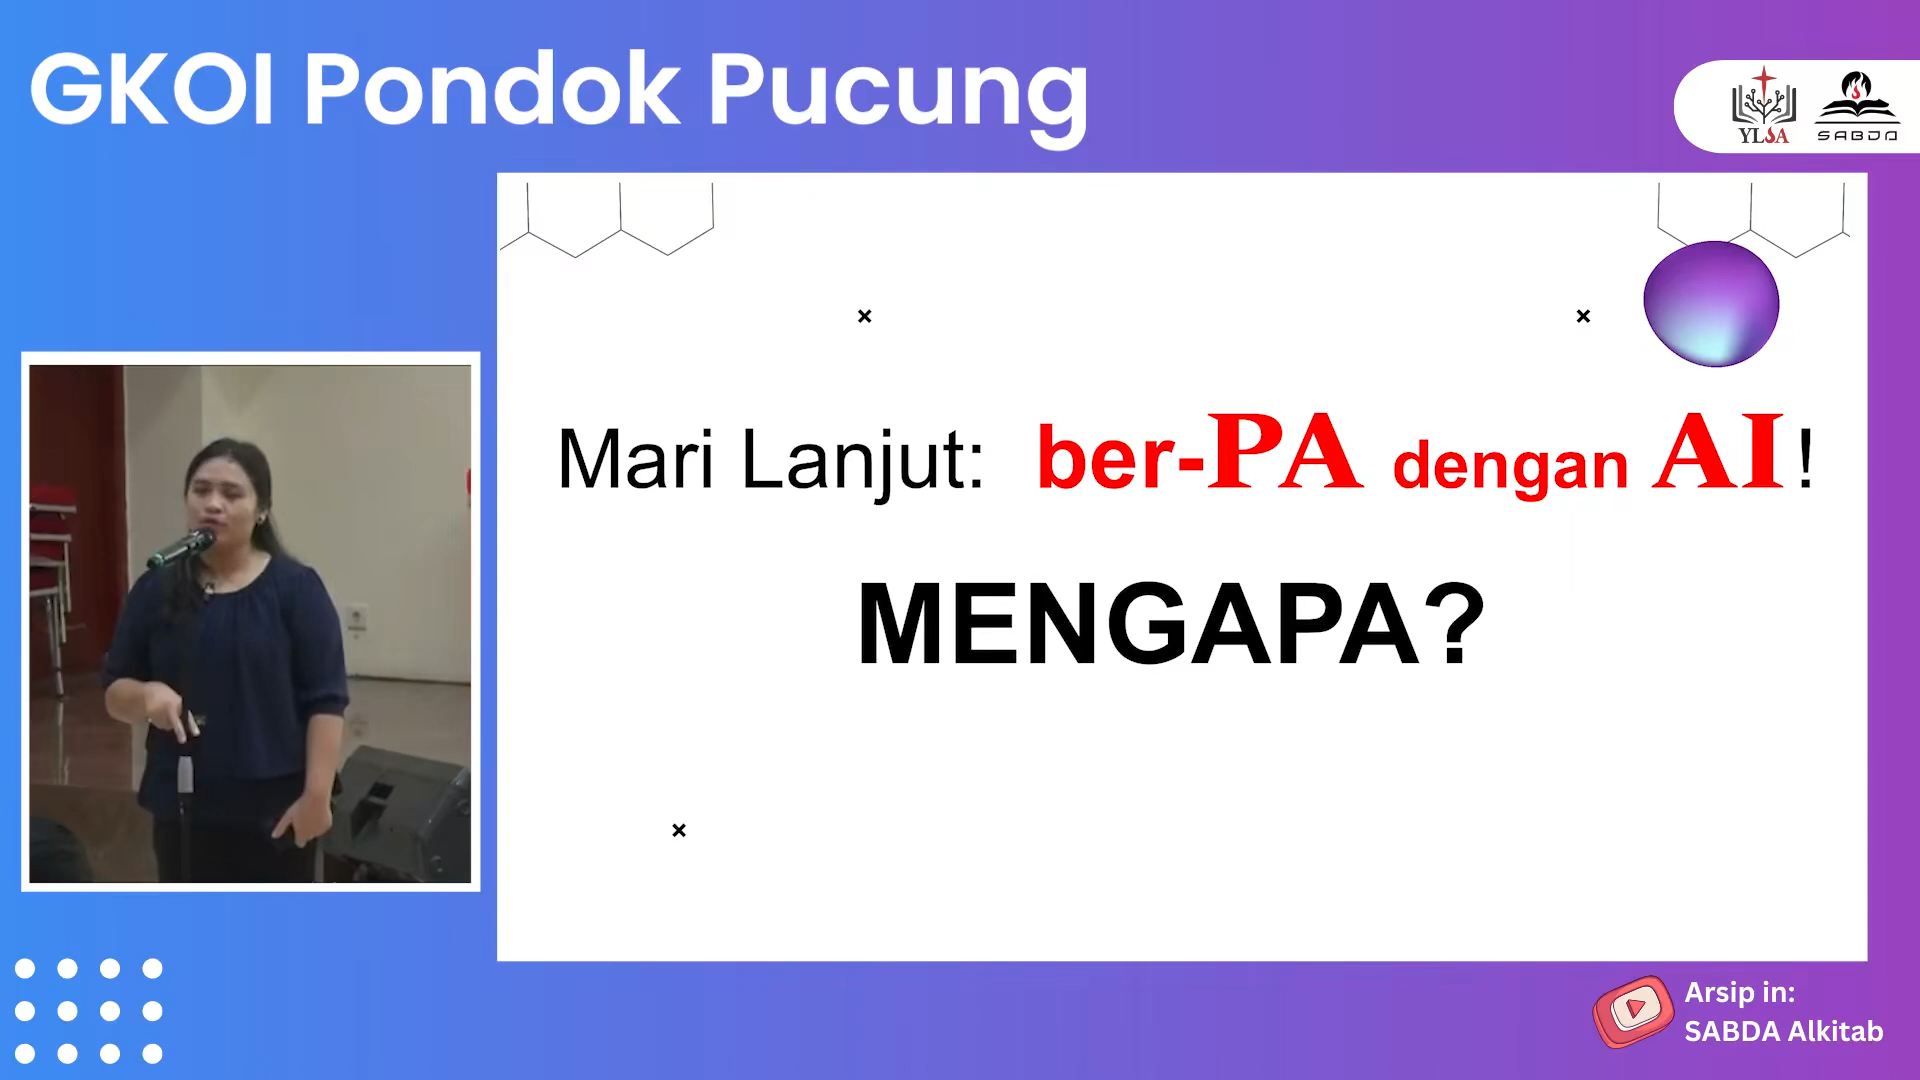 GKOI Pondok Pucung
YLSA
SABDA
Mari Lanjut: ber-PA dengan AI!
MENGAPA?
Arsip in:
SABDA Alkitab